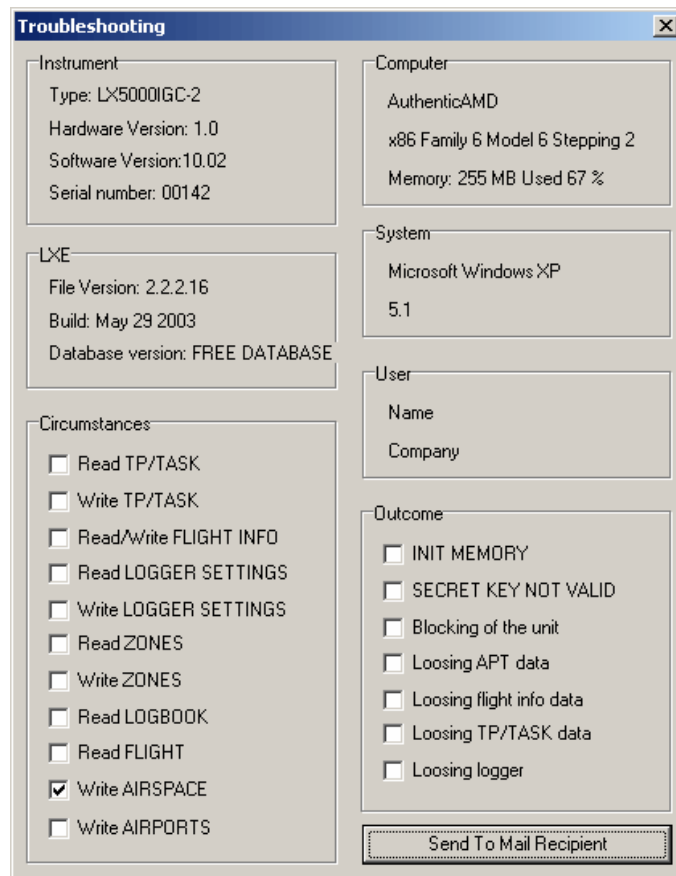 Troubleshooting
Instrument
Type: LX5000IGC-2
Hardware Version: 1.0
Software Version:10.02
Serial number: 00142
LXE
File Version: 2.2.2.16
Build: May 29 2003
Database version: FREE DATABASE
Circumstances
Read TP/TASK
Write TP/TASK
Read/Write FLIGHT INFO
Read LOGGER SETTINGS
Write LOGGER SETTINGS
Read ZONES
Write ZONES
Read LOGBOOK
Read FLIGHT
Write AIRSPACE
Write AIRPORTS
Computer
AuthenticAMD
x86 Family 6 Model 6 Stepping 2
Memory: 255 MB Used 67 %
System
Microsoft Windows XP
5.1
User
Name
Company
Outcome
INIT MEMORY
SECRET KEY NOT VALID
Blocking of the unit
Loosing APT data
Loosing flight info data
Loosing TP/TASK data
Loosing logger
Send To Mail Recipient